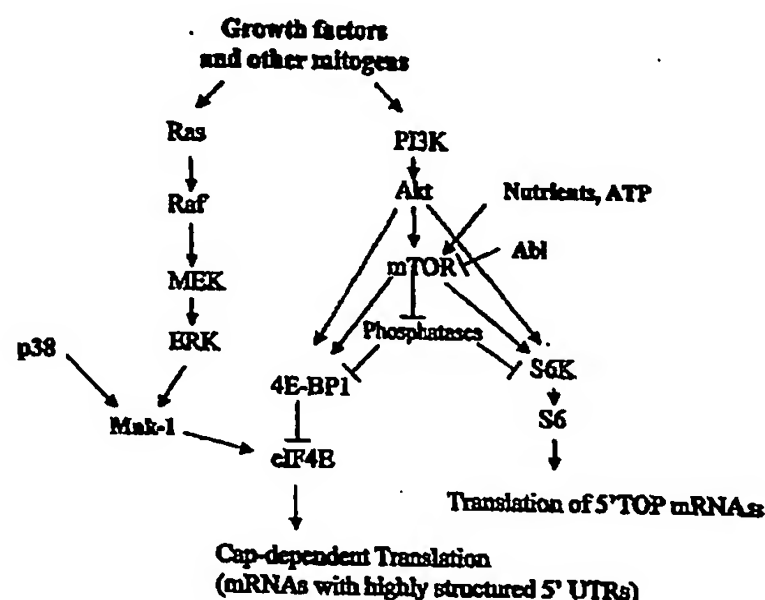 Growth factors
and other mitogens
Ras
PI3K
Akt
Nutrients, ATP
Raf
Abl
mTOR
MEK
Phosphatases
ERK
p38
S6K
4E-BP1
S6
Mnk-1
eIF4E
Translation of 5'TOP mRNAs
Cap-dependent Translation
(mRNAs with highly structured 5' UTRs)